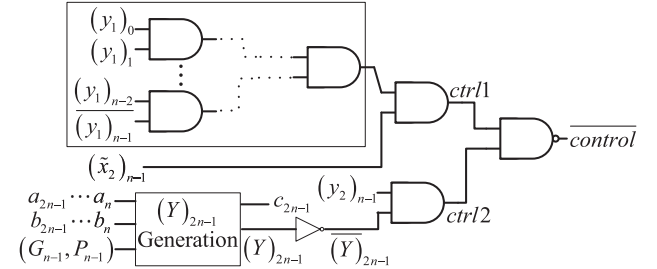 (y₁)₀
(y₁)₁
(y₁)ₙ₋₂
(y₁)ₙ₋₁
ctrl1
control
(x̃₂)ₙ₋₁
a₂ₙ₋₁⋯aₙ
b₂ₙ₋₁⋯bₙ
(Gₙ₋₁, Pₙ₋₁)
(Y)₂ₙ₋₁
Generation
c₂ₙ₋₁
(Y)₂ₙ₋₁
(Y)₂ₙ₋₁
(y₂)ₙ₋₁
ctrl2